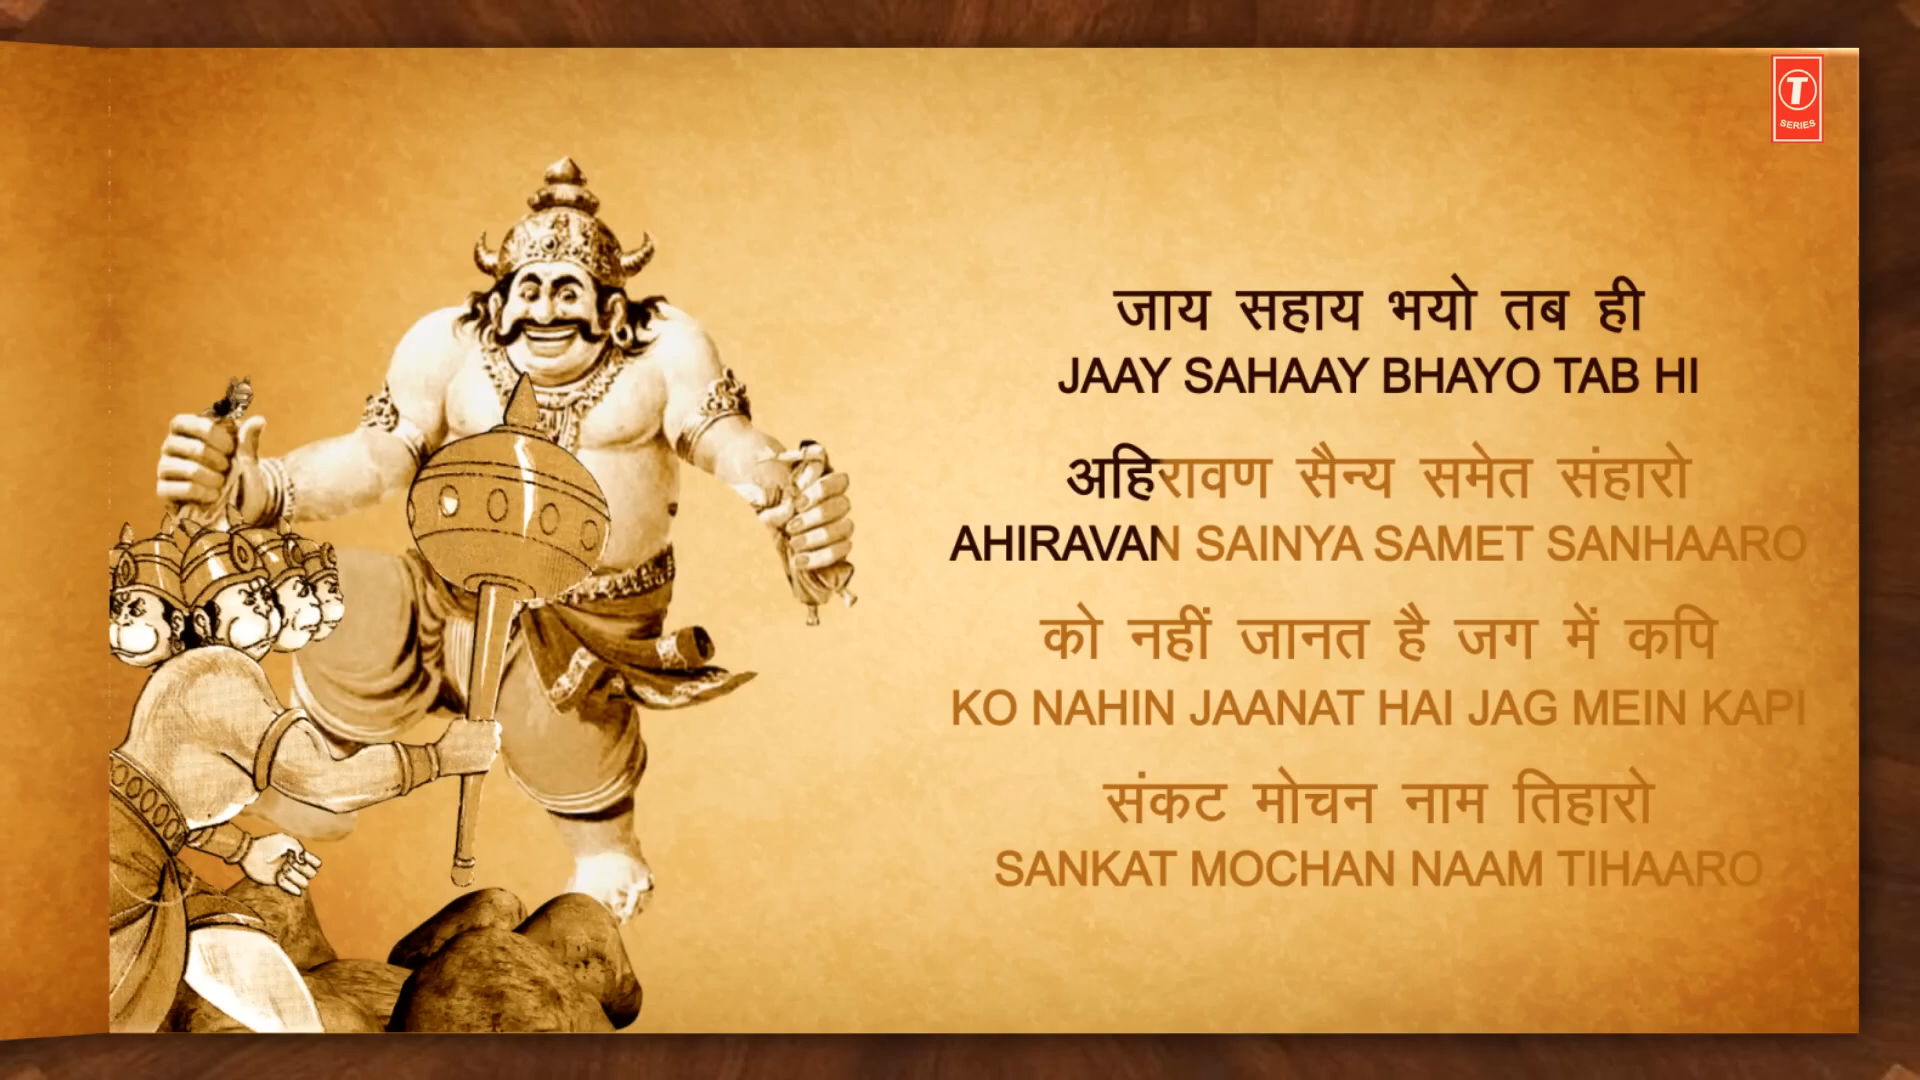 T
SERIES
जाय सहाय भयो तब ही
JAAY SAHAAY BHAYO TAB HI
अहिरावण सैन्य समेत संहारो
AHIRAVAN SAINYA SAMET SANHAARO
को नहीं जानत है जग में कपि
KO NAHIN JAANAT HAI JAG MEIN KAPI
संकट मोचन नाम तिहारो
SANKAT MOCHAN NAAM TIHAARO